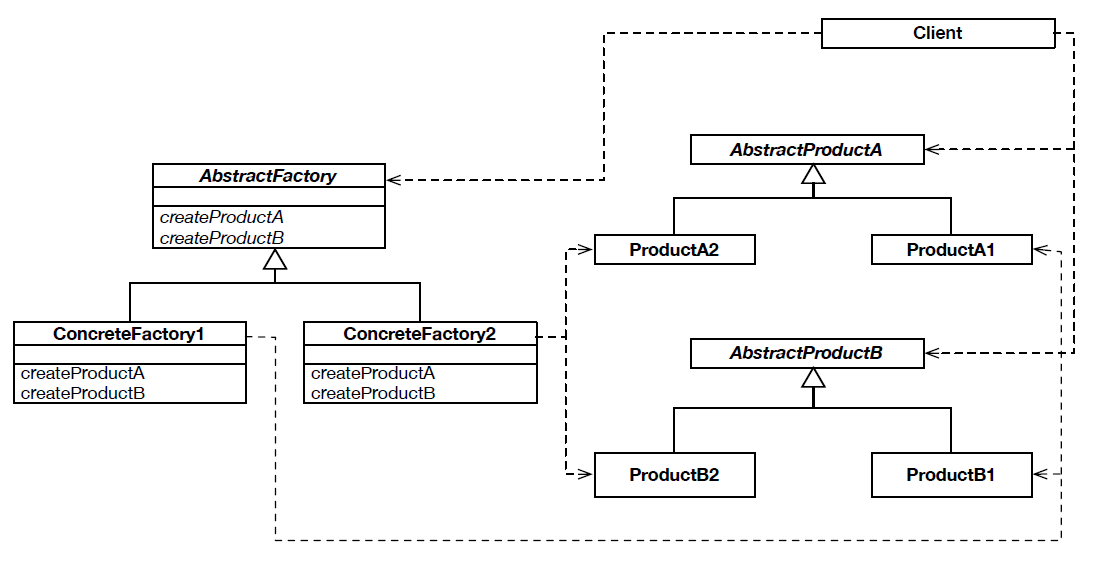 Client
AbstractProductA
AbstractFactory
createProductA
createProductB
ProductA2
ProductA1
ConcreteFactory1
createProductA
createProductB
ConcreteFactory2
createProductA
createProductB
AbstractProductB
ProductB2
ProductB1